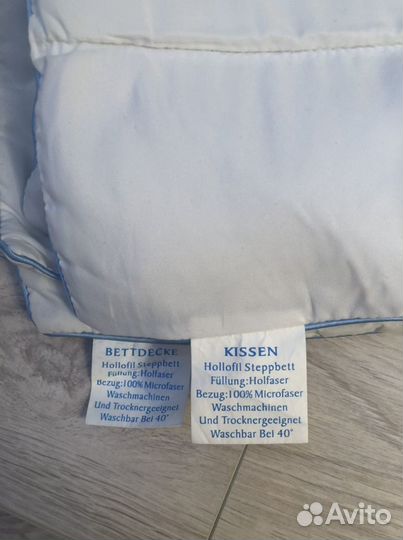 BETTDECKE
Hollofil Steppbett
Füllung:Holfaser
Bezug:100% Microfaser
Waschmachinen
Und Trocknergeeignet
Waschbar Bei 40°
KISSEN
Hollofil Steppbett
Füllung:Holfaser
Bezug:100% Microfaser
Waschmachinen
Und Trocknergeeignet
Waschbar Bei 40°
Avito